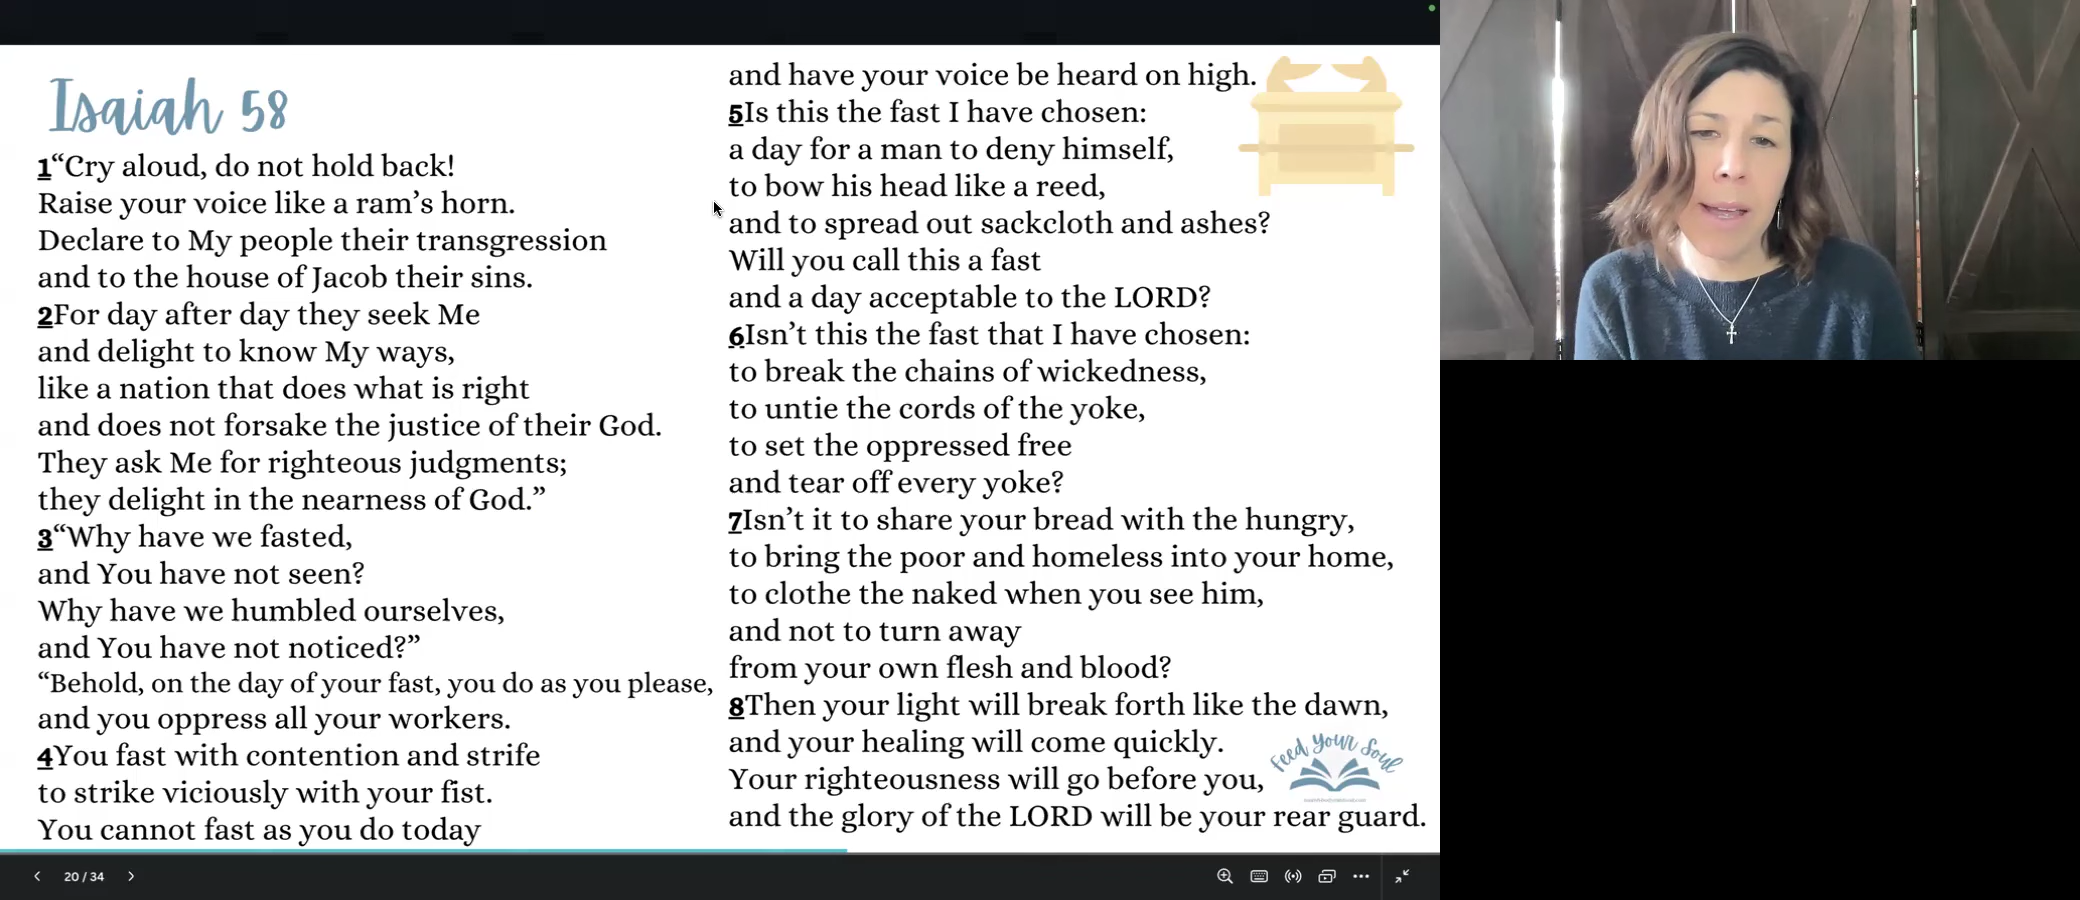 Isaiah 58
1“Cry aloud, do not hold back!
Raise your voice like a ram’s horn.
Declare to My people their transgression
and to the house of Jacob their sins.
2For day after day they seek Me
and delight to know My ways,
like a nation that does what is right
and does not forsake the justice of their God.
They ask Me for righteous judgments;
they delight in the nearness of God.”
3“Why have we fasted,
and You have not seen?
Why have we humbled ourselves,
and You have not noticed?”
“Behold, on the day of your fast, you do as you please,
and you oppress all your workers.
4You fast with contention and strife
to strike viciously with your fist.
You cannot fast as you do today
and have your voice be heard on high.
5Is this the fast I have chosen:
a day for a man to deny himself,
to bow his head like a reed,
and to spread out sackcloth and ashes?
Will you call this a fast
and a day acceptable to the LORD?
6Isn’t this the fast that I have chosen:
to break the chains of wickedness,
to untie the cords of the yoke,
to set the oppressed free
and tear off every yoke?
7Isn’t it to share your bread with the hungry,
to bring the poor and homeless into your home,
to clothe the naked when you see him,
and not to turn away
from your own flesh and blood?
8Then your light will break forth like the dawn,
and your healing will come quickly.
Your righteousness will go before you,
and the glory of the LORD will be your rear guard.
Feed Your Soul
20 / 34